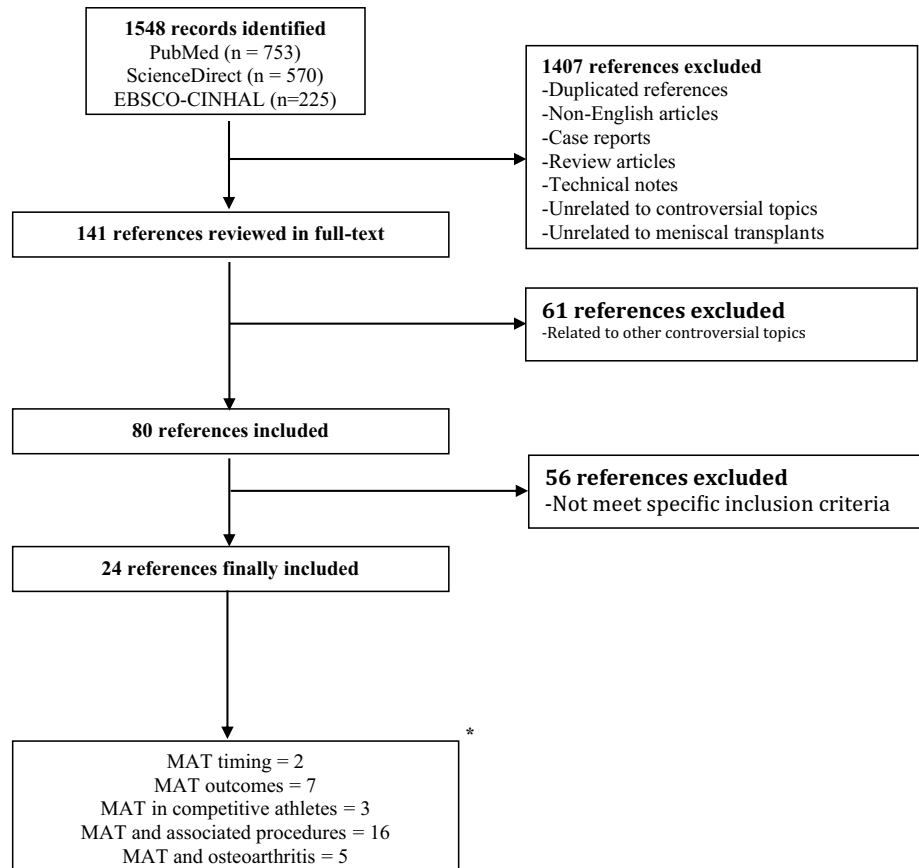 1548 records identified
PubMed (n = 753)
ScienceDirect (n = 570)
EBSCO-CINHAL (n=225)
1407 references excluded
-Duplicated references
-Non-English articles
-Case reports
-Review articles
-Technical notes
-Unrelated to controversial topics
-Unrelated to meniscal transplants
141 references reviewed in full-text
61 references excluded
-Related to other controversial topics
80 references included
56 references excluded
-Not meet specific inclusion criteria
24 references finally included
*
MAT timing = 2
MAT outcomes = 7
MAT in competitive athletes = 3
MAT and associated procedures = 16
MAT and osteoarthritis = 5